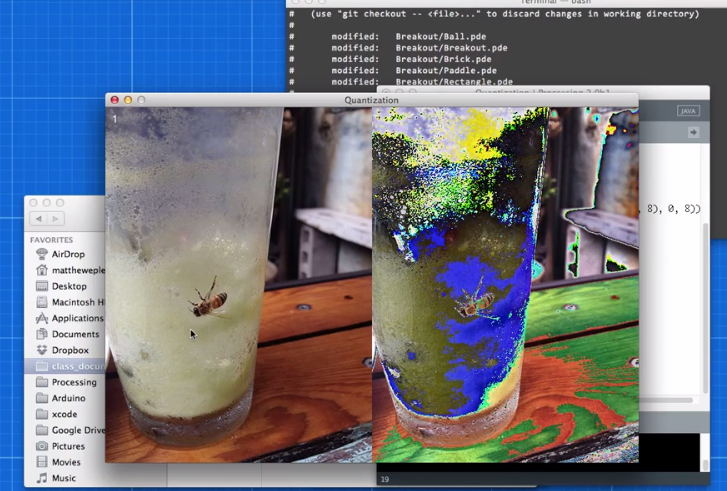 Terminal — bash
#   (use "git checkout -- <file>..." to discard changes in working directory)
#
#       modified:   Breakout/Ball.pde
#       modified:   Breakout/Breakout.pde
#       modified:   Breakout/Brick.pde
#       modified:   Breakout/Paddle.pde
#       modified:   Breakout/Rectangle.pde
Quantization | Processing 2.0b1
Quantization
JAVA
1
, 8), 0, 8))
FAVORITES
AirDrop
mattheweple
Desktop
Macintosh H
Applications
Documents
Dropbox
class_docu
Processing
Arduino
xcode
Google Drive
Pictures
Movies
Music
19